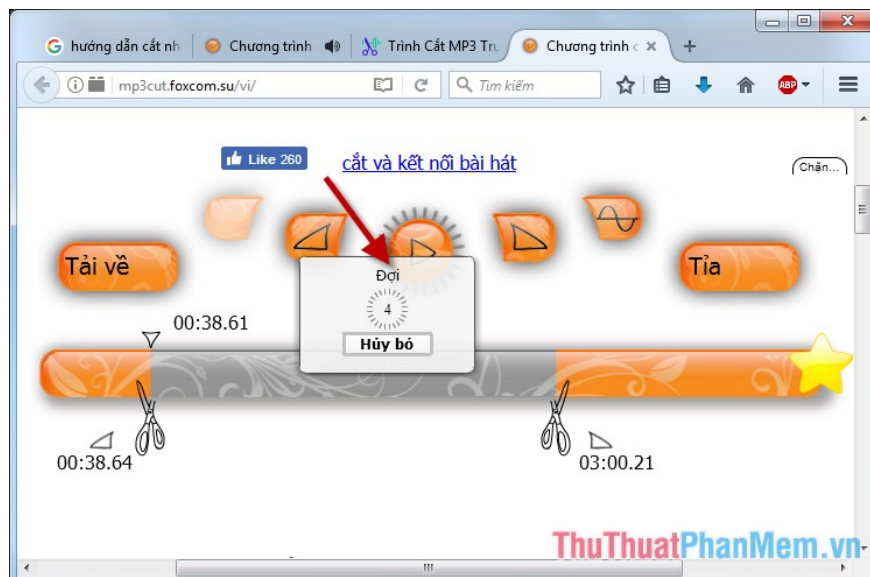 hướng dẫn cắt nh
Chương trình
Trình Cắt MP3 Trụ
Chương trình c
mp3cut.foxcom.su/vi/
Tìm kiếm
ABP
Like 260
cắt và kết nối bài hát
Chặn...
Tải về
Tỉa
Đợi
4
Hủy bỏ
00:38.61
00:38.64
03:00.21
ThuThuatPhanMem.vn